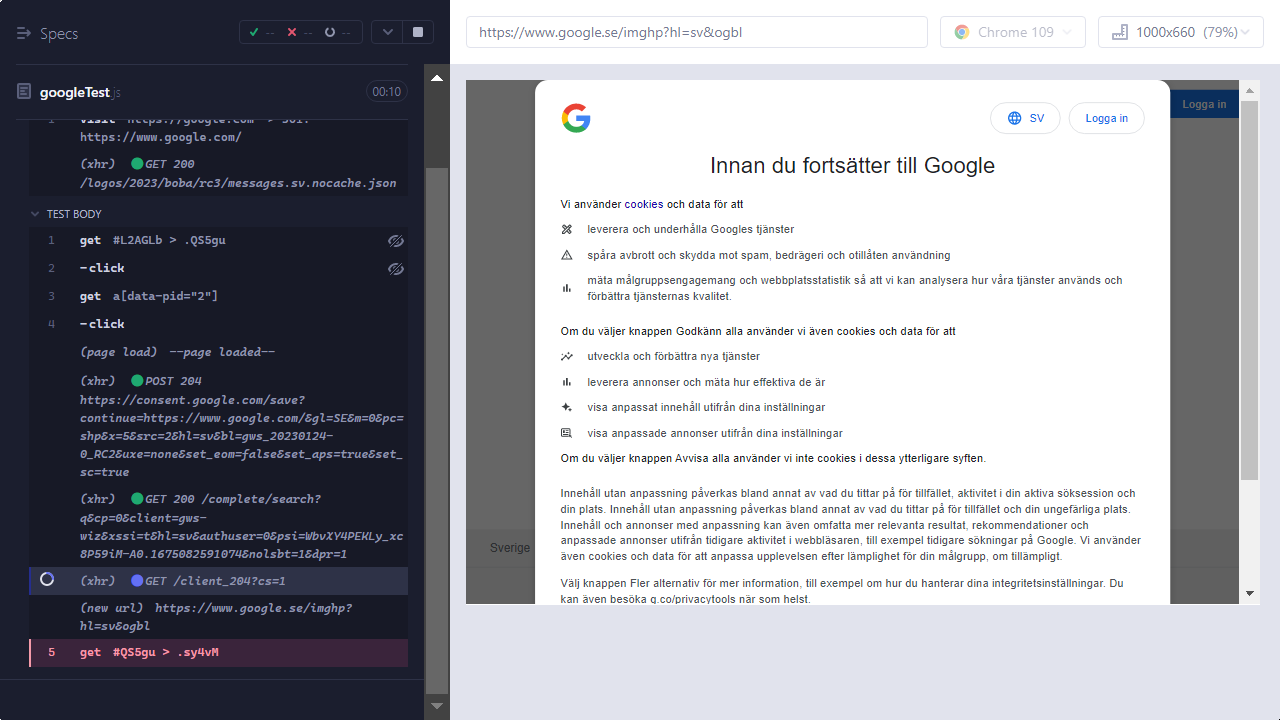 Specs
--
--
--
googleTest.js
00:10
1 visit https://google.com > 301:
https://www.google.com/
(xhr) GET 200
/logos/2023/boba/rc3/messages.sv.nocache.json
TEST BODY
1 get #L2AGLb > .QS5gu
2 -click
3 get a[data-pid="2"]
4 -click
(page load) --page loaded--
(xhr) POST 204
https://consent.google.com/save?
continue=https://www.google.com/&gl=SE&m=0&pc=
shp&x=5&src=2&hl=sv&bl=gws_20230124-
0_RC2&uxe=none&set_eom=false&set_aps=true&set_
sc=true
(xhr) GET 200 /complete/search?
q&cp=0&client=gws-
wiz&xssi=t&hl=sv&authuser=0&psi=WbvXY4PEKLy_xc
8P59iM-A0.1675082591074&nolsbt=1&dpr=1
(xhr) GET /client_204?cs=1
(new url) https://www.google.se/imghp?
hl=sv&ogbl
5 get #QS5gu > .sy4vM
https://www.google.se/imghp?hl=sv&ogbl
Chrome 109
1000x660 (79%)
Logga in
SV
Logga in
Innan du fortsätter till Google
Vi använder cookies och data för att
leverera och underhålla Googles tjänster
spåra avbrott och skydda mot spam, bedrägeri och otillåten användning
mäta målgruppsengagemang och webbplatsstatistik så att vi kan analysera hur våra tjänster används och
förbättra tjänsternas kvalitet.
Om du väljer knappen Godkänn alla använder vi även cookies och data för att
utveckla och förbättra nya tjänster
leverera annonser och mäta hur effektiva de är
visa anpassat innehåll utifrån dina inställningar
visa anpassade annonser utifrån dina inställningar
Om du väljer knappen Avvisa alla använder vi inte cookies i dessa ytterligare syften.
Innehåll utan anpassning påverkas bland annat av vad du tittar på för tillfället, aktivitet i din aktiva söksession och
din plats. Innehåll utan anpassning påverkas bland annat av vad du tittar på för tillfället och din ungefärliga plats.
Innehåll och annonser med anpassning kan även omfatta mer relevanta resultat, rekommendationer och
anpassade annonser utifrån tidigare aktivitet i webbläsaren, till exempel tidigare sökningar på Google. Vi använder
även cookies och data för att anpassa upplevelsen efter lämplighet för din målgrupp, om tillämpligt.
Sverige
Välj knappen Fler alternativ för mer information, till exempel om hur du hanterar dina integritetsinställningar. Du
kan även besöka g.co/privacytools när som helst.